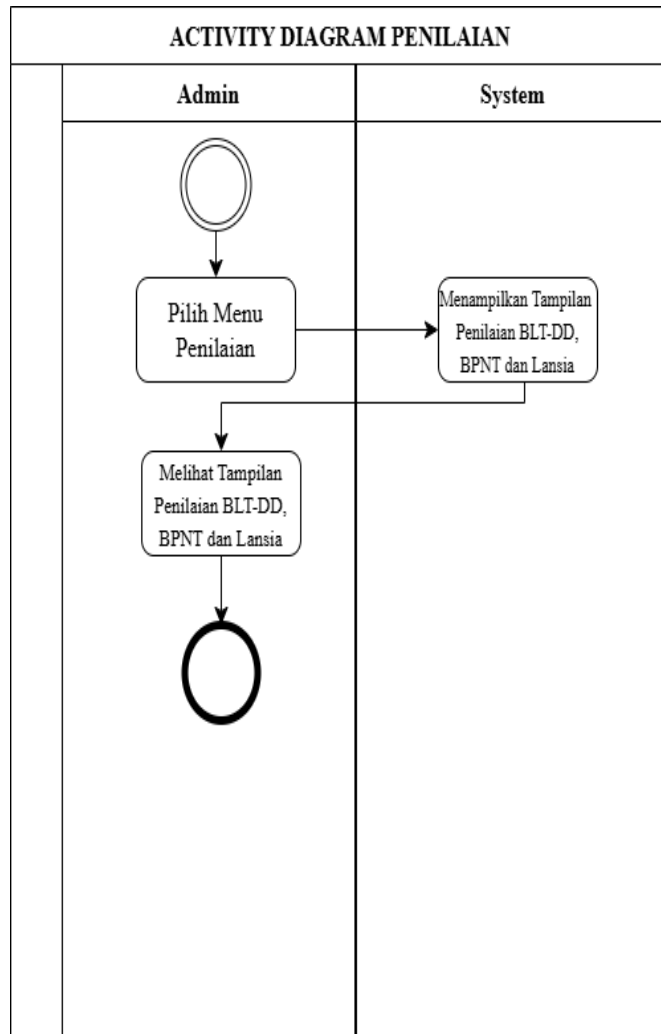 ACTIVITY DIAGRAM PENILAIAN
Admin
System
Pilih Menu
Penilaian
Menampilkan Tampilan
Penilaian BLT-DD,
BPNT dan Lansia
Melihat Tampilan
Penilaian BLT-DD,
BPNT dan Lansia